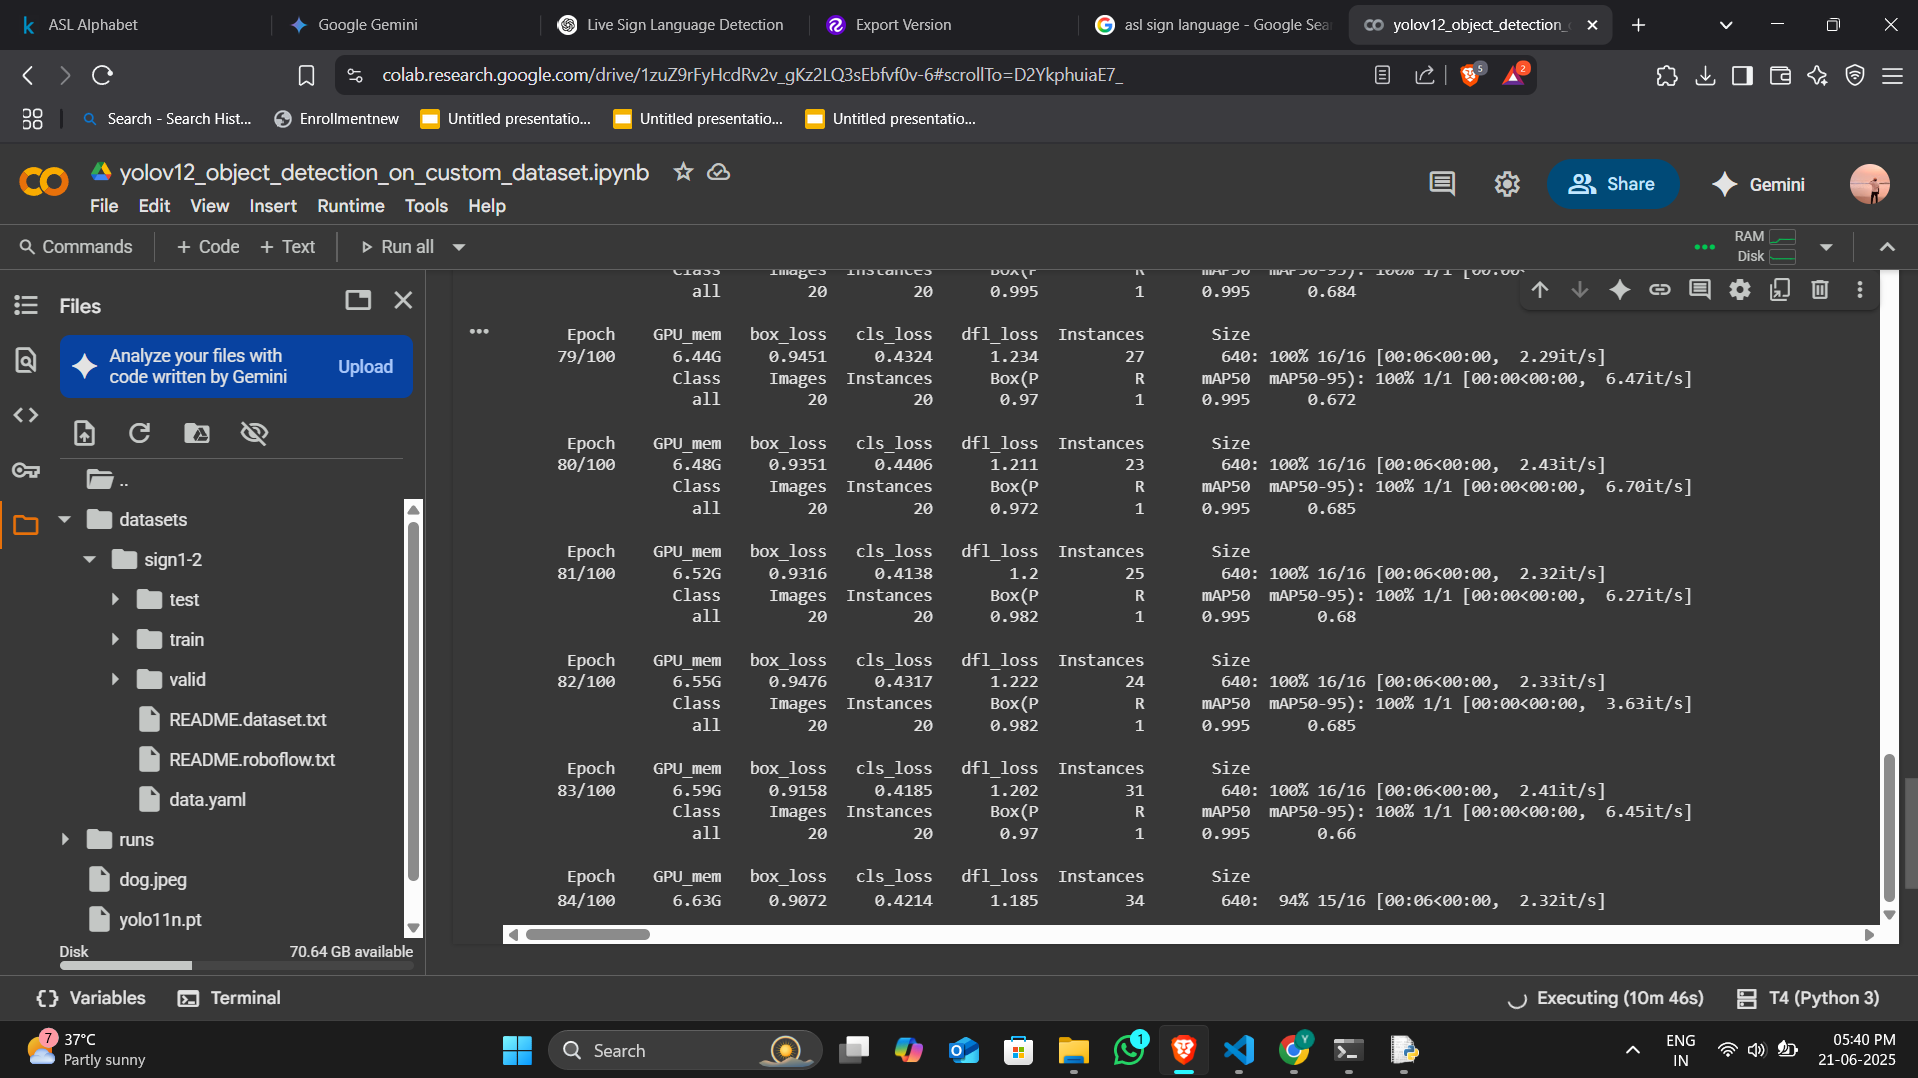 ASL Alphabet
Google Gemini
Live Sign Language Detection
Export Version
asl sign language - Google Sea
yolov12_object_detection_
colab.research.google.com/drive/1zuZ9rFyHcdRv2v_gKz2LQ3sEbfvf0v-6#scrollTo=D2YkphuiaE7_
5
2
Search - Search Hist...
Enrollmentnew
Untitled presentatio...
Untitled presentatio...
Untitled presentatio...
yolov12_object_detection_on_custom_dataset.ipynb
File Edit View Insert Runtime Tools Help
Share
Gemini
Commands
+ Code + Text
Run all
RAM
Disk
Files
Analyze your files with
code written by Gemini
Upload
..
datasets
sign1-2
test
train
valid
README.dataset.txt
README.roboflow.txt
data.yaml
runs
dog.jpeg
yolo11n.pt
Disk 70.64 GB available
Class Images Instances Box(P R mAP50 mAP50-95): 100% 1/1 [00:00<
all 20 20 0.995 1 0.995 0.684
Epoch GPU_mem box_loss cls_loss dfl_loss Instances Size
79/100 6.44G 0.9451 0.4324 1.234 27 640: 100% 16/16 [00:06<00:00, 2.29it/s]
Class Images Instances Box(P R mAP50 mAP50-95): 100% 1/1 [00:00<00:00, 6.47it/s]
all 20 20 0.97 1 0.995 0.672
Epoch GPU_mem box_loss cls_loss dfl_loss Instances Size
80/100 6.48G 0.9351 0.4406 1.211 23 640: 100% 16/16 [00:06<00:00, 2.43it/s]
Class Images Instances Box(P R mAP50 mAP50-95): 100% 1/1 [00:00<00:00, 6.70it/s]
all 20 20 0.972 1 0.995 0.685
Epoch GPU_mem box_loss cls_loss dfl_loss Instances Size
81/100 6.52G 0.9316 0.4138 1.2 25 640: 100% 16/16 [00:06<00:00, 2.32it/s]
Class Images Instances Box(P R mAP50 mAP50-95): 100% 1/1 [00:00<00:00, 6.27it/s]
all 20 20 0.982 1 0.995 0.68
Epoch GPU_mem box_loss cls_loss dfl_loss Instances Size
82/100 6.55G 0.9476 0.4317 1.222 24 640: 100% 16/16 [00:06<00:00, 2.33it/s]
Class Images Instances Box(P R mAP50 mAP50-95): 100% 1/1 [00:00<00:00, 3.63it/s]
all 20 20 0.982 1 0.995 0.685
Epoch GPU_mem box_loss cls_loss dfl_loss Instances Size
83/100 6.59G 0.9158 0.4185 1.202 31 640: 100% 16/16 [00:06<00:00, 2.41it/s]
Class Images Instances Box(P R mAP50 mAP50-95): 100% 1/1 [00:00<00:00, 6.45it/s]
all 20 20 0.97 1 0.995 0.66
Epoch GPU_mem box_loss cls_loss dfl_loss Instances Size
84/100 6.63G 0.9072 0.4214 1.185 34 640: 94% 15/16 [00:06<00:00, 2.32it/s]
Variables
Terminal
Executing (10m 46s)
T4 (Python 3)
7
37°C
Partly sunny
Search
1
Y
ENG
IN
05:40 PM
21-06-2025